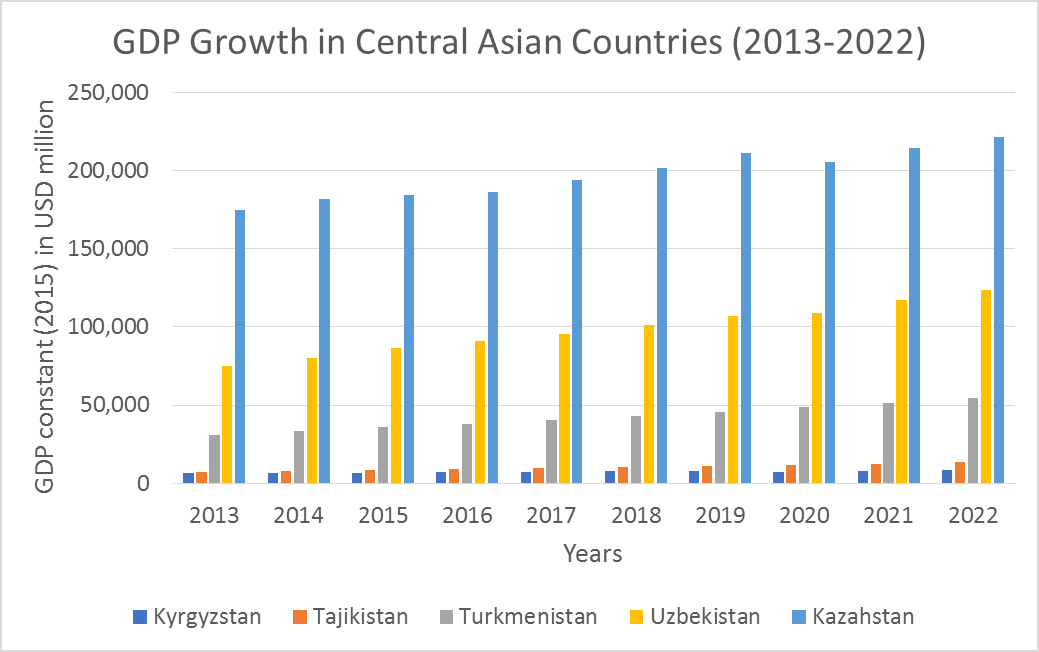 GDP Growth in Central Asian Countries (2013-2022)
GDP constant (2015) in USD million
250,000
200,000
150,000
100,000
50,000
0
2013 2014 2015 2016 2017 2018 2019 2020 2021 2022
Years
Kyrgyzstan Tajikistan Turkmenistan Uzbekistan Kazahstan